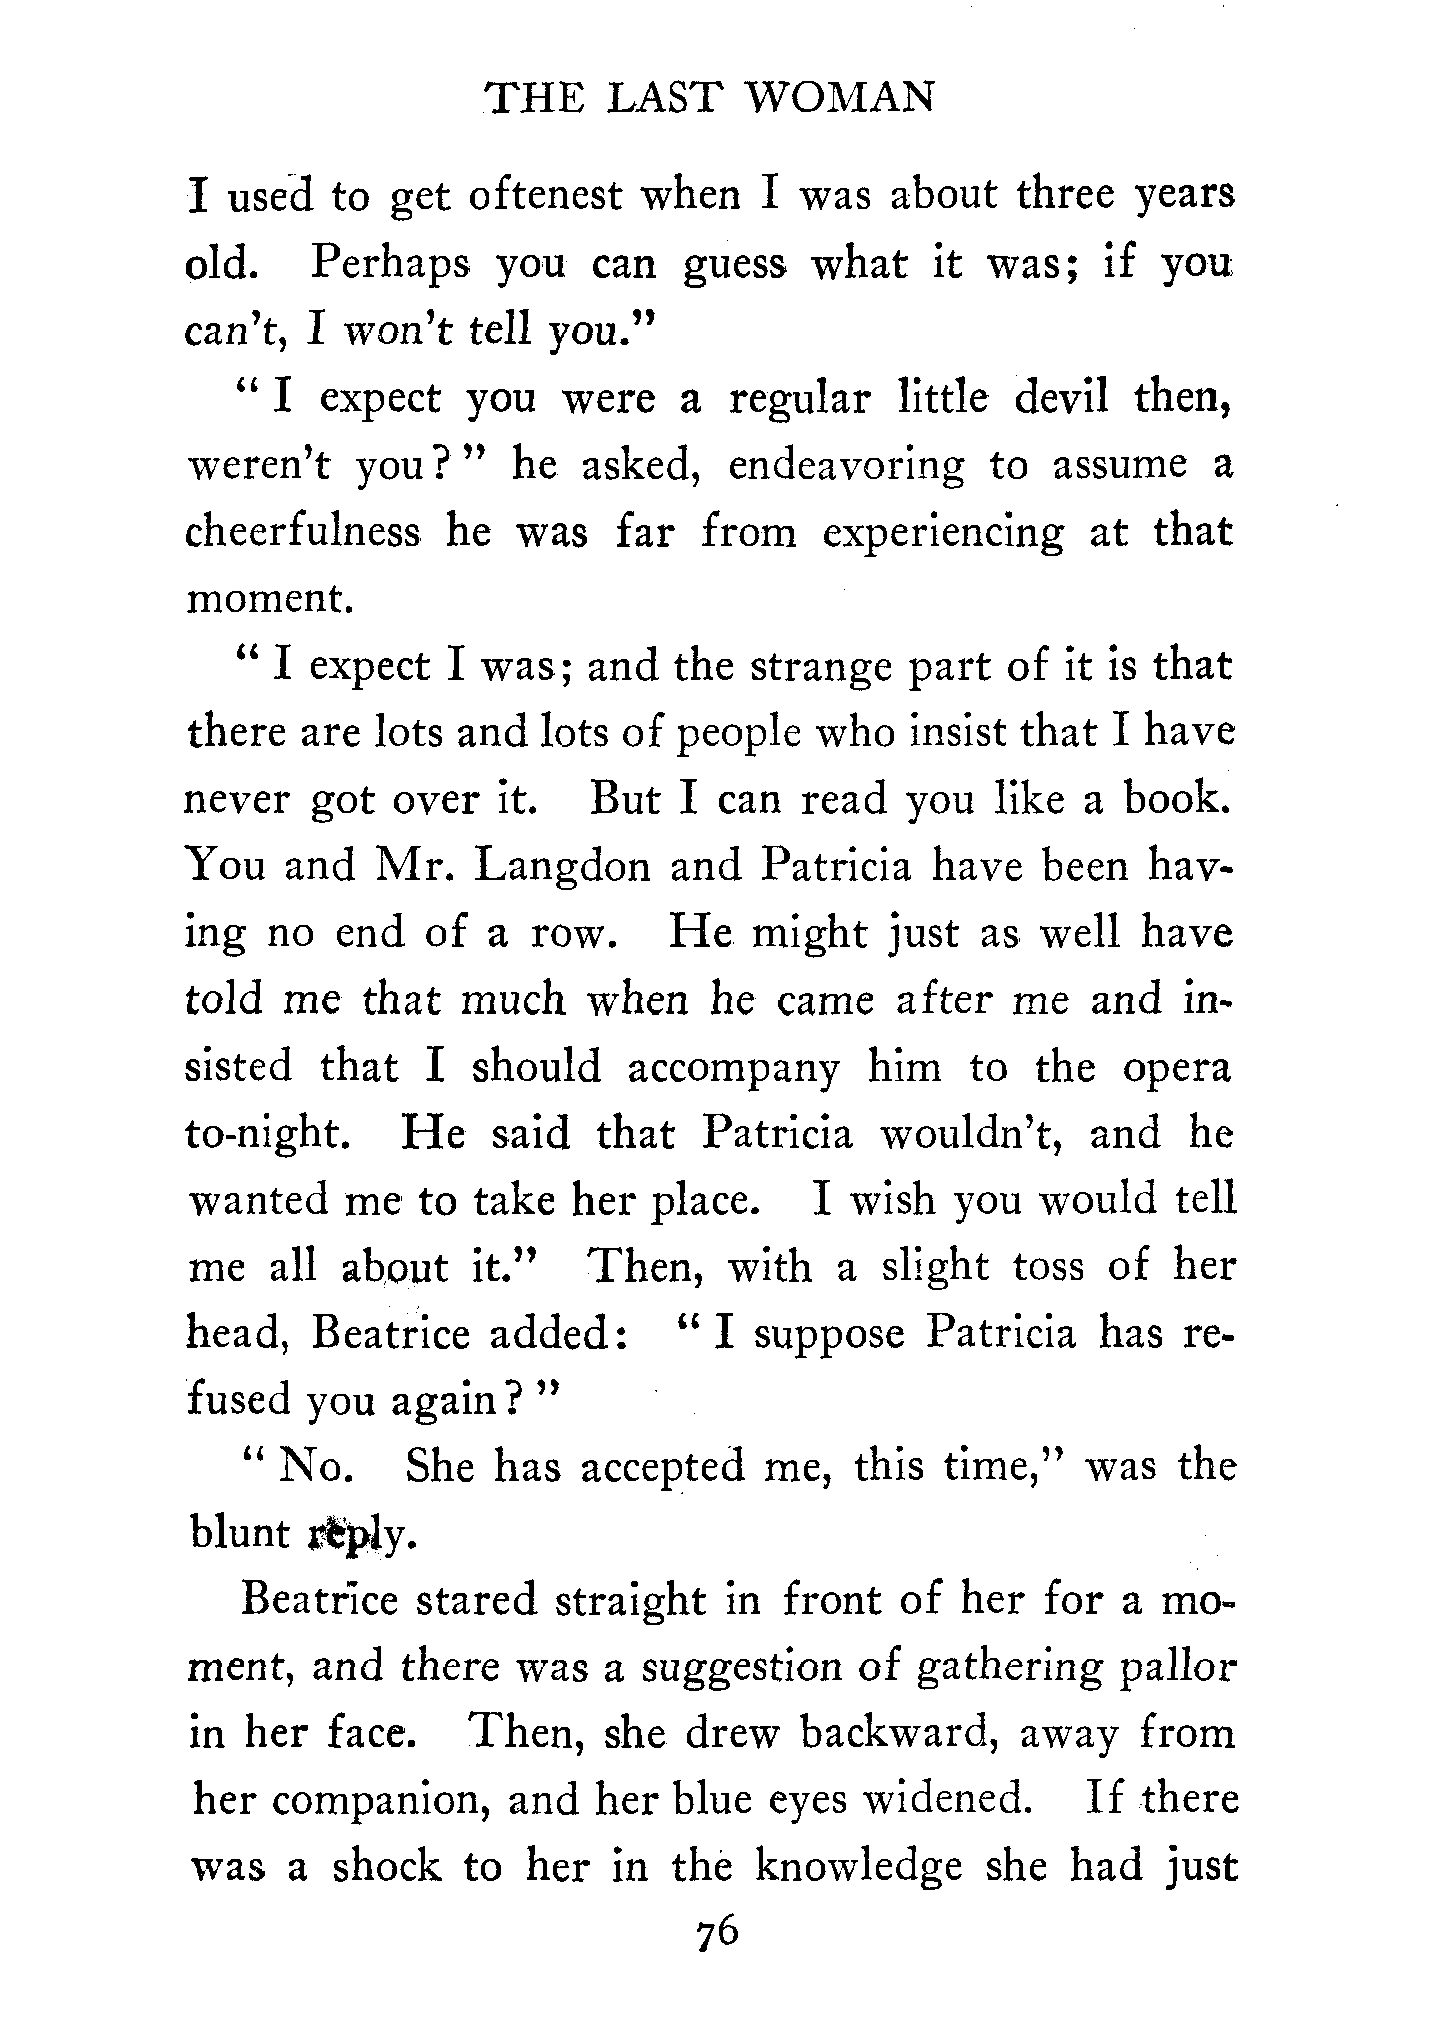 THE LAST WOMAN
I used to get oftenest when I was about three years
old. Perhaps you can guess what it was; if you
can't, I won't tell you."
" I expect you were a regular little devil then,
weren't you? " he asked, endeavoring to assume a
cheerfulness he was far from experiencing at that
moment.
" I expect I was; and the strange part of it is that
there are lots and lots of people who insist that I have
never got over it. But I can read you like a book.
You and Mr. Langdon and Patricia have been hav-
ing no end of a row. He might just as well have
told me that much when he came after me and in-
sisted that I should accompany him to the opera
to-night. He said that Patricia wouldn't, and he
wanted me to take her place. I wish you would tell
me all about it." Then, with a slight toss of her
head, Beatrice added: " I suppose Patricia has re-
fused you again? "
" No. She has accepted me, this time," was the
blunt reply.
Beatrice stared straight in front of her for a mo-
ment, and there was a suggestion of gathering pallor
in her face. Then, she drew backward, away from
her companion, and her blue eyes widened. If there
was a shock to her in the knowledge she had just
76